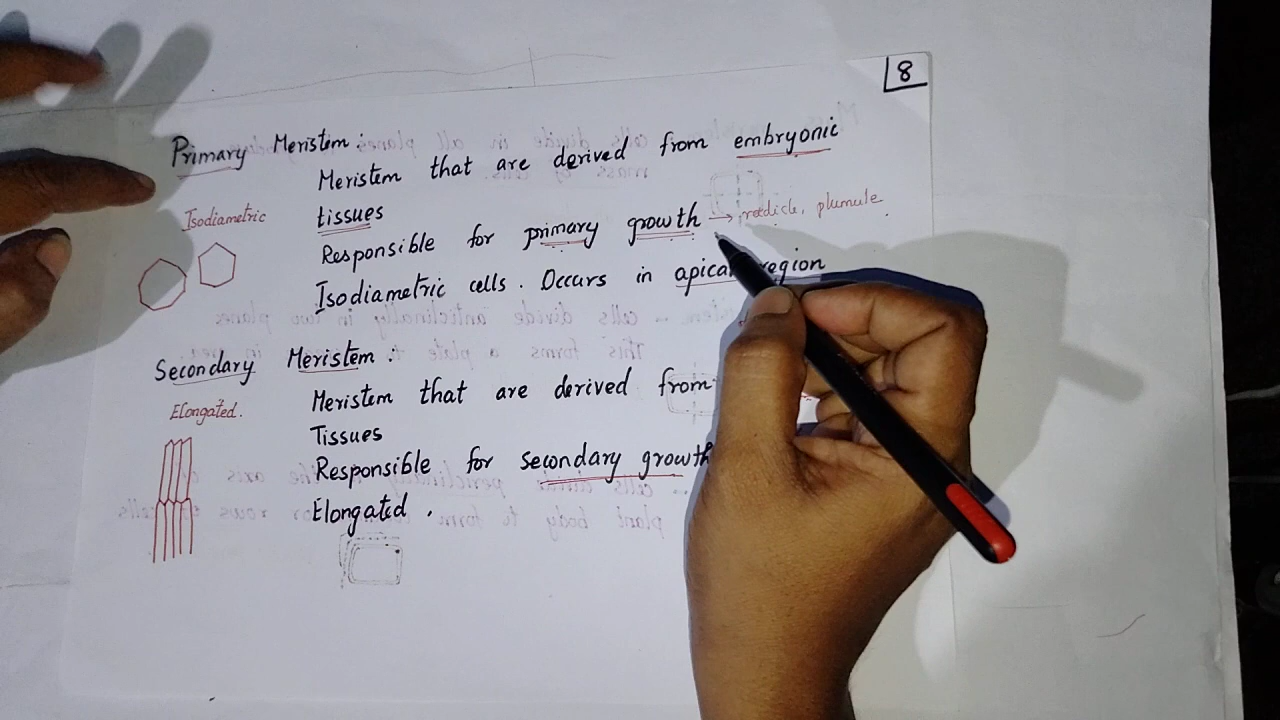 8
Primary Meristem :
Meristem that are derived from embryonic
tissues
Isodiametric
Responsible for primary growth → radicle, plumule
Isodiametric cells. Occurs in apical region
Secondary Meristem :
Elongated.
Meristem that are derived from
Tissues
Responsible for secondary growth
Elongated .